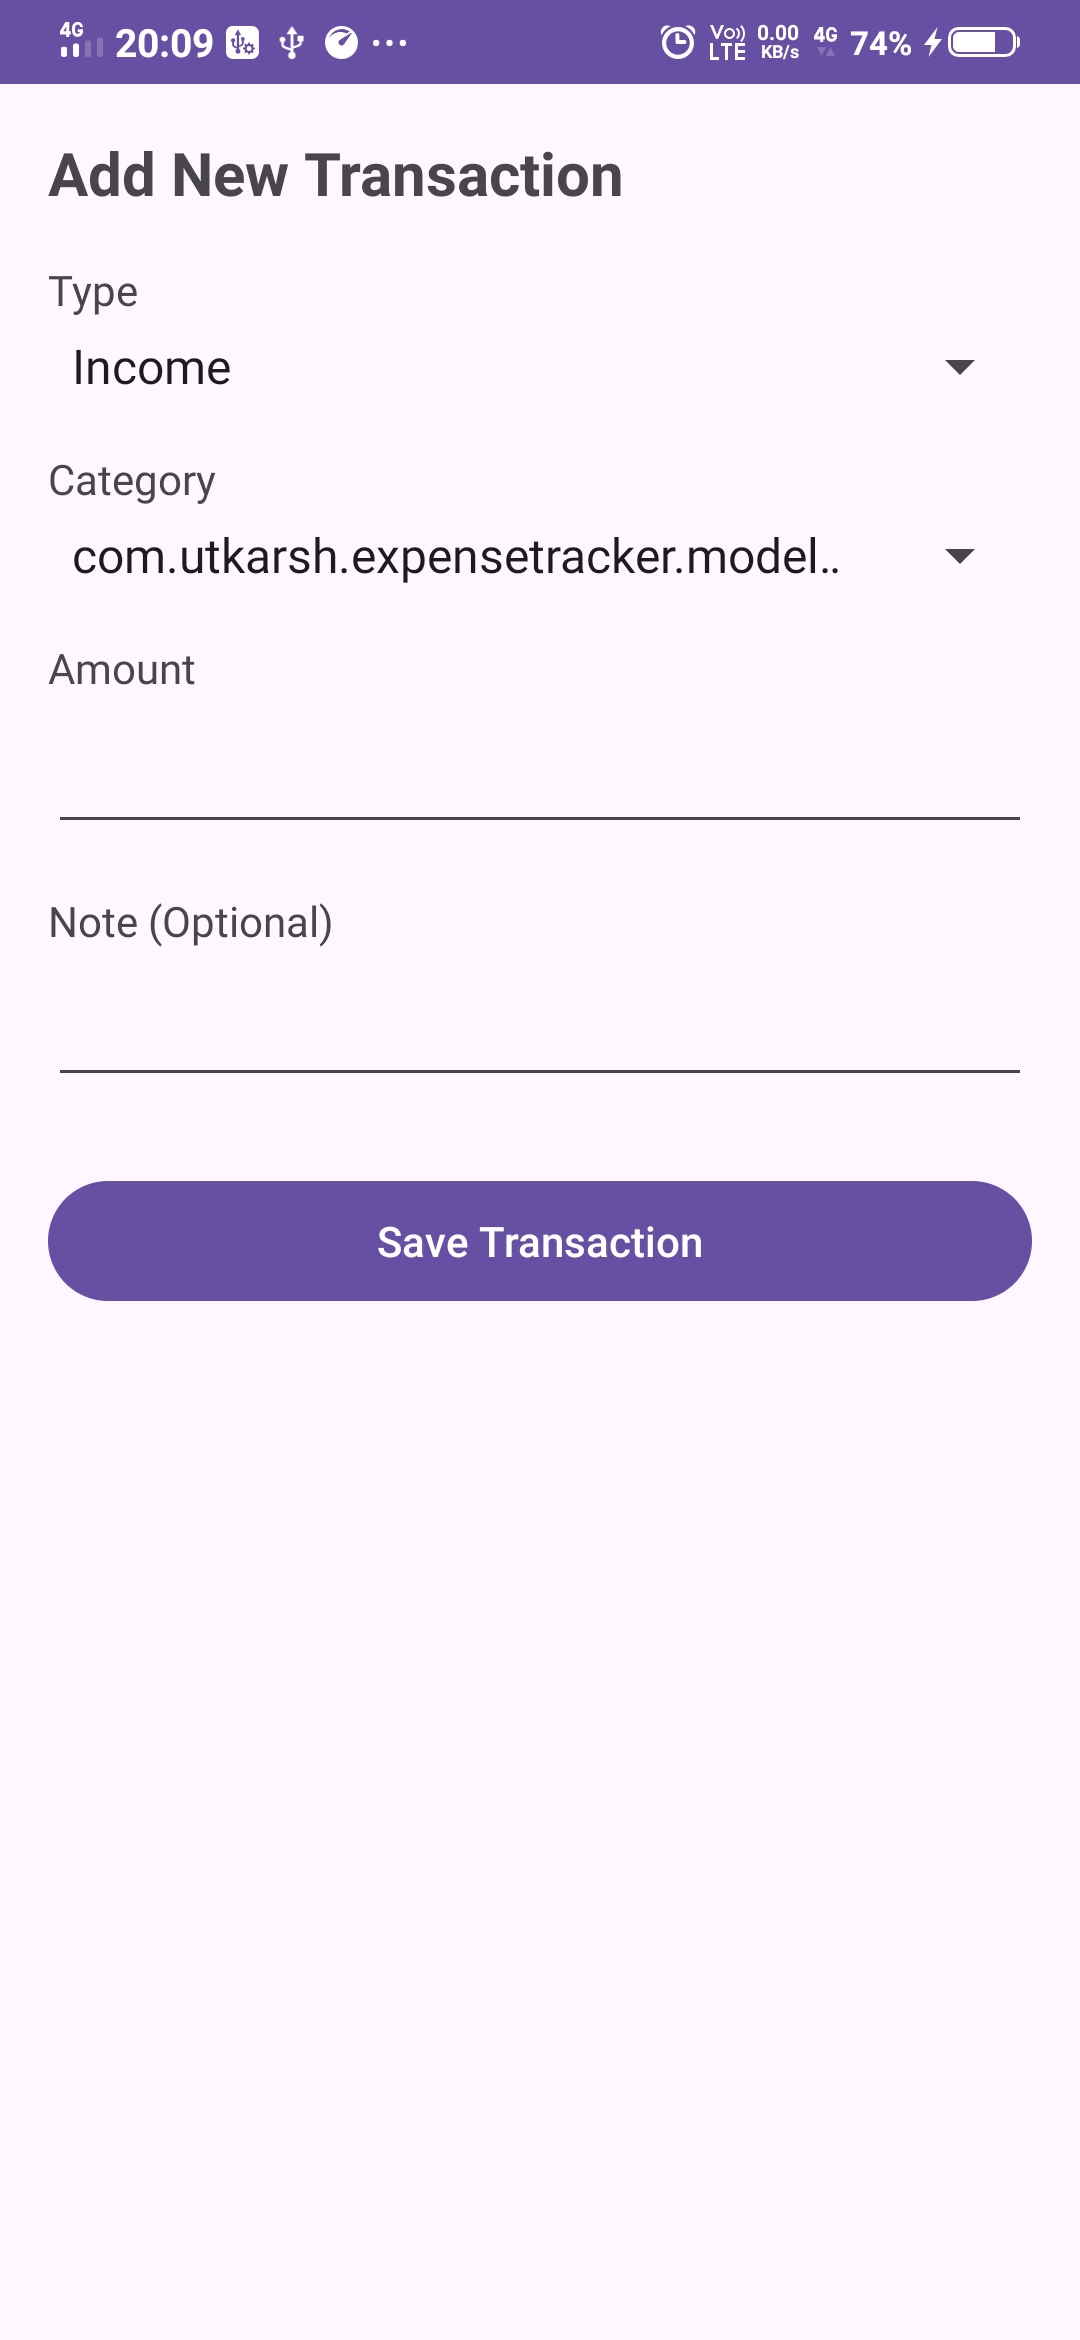 4G 20:09 Vo)) LTE 0.00 KB/s 4G 74%
Add New Transaction
Type
Income
Category
com.utkarsh.expensetracker.model..
Amount
Note (Optional)
Save Transaction